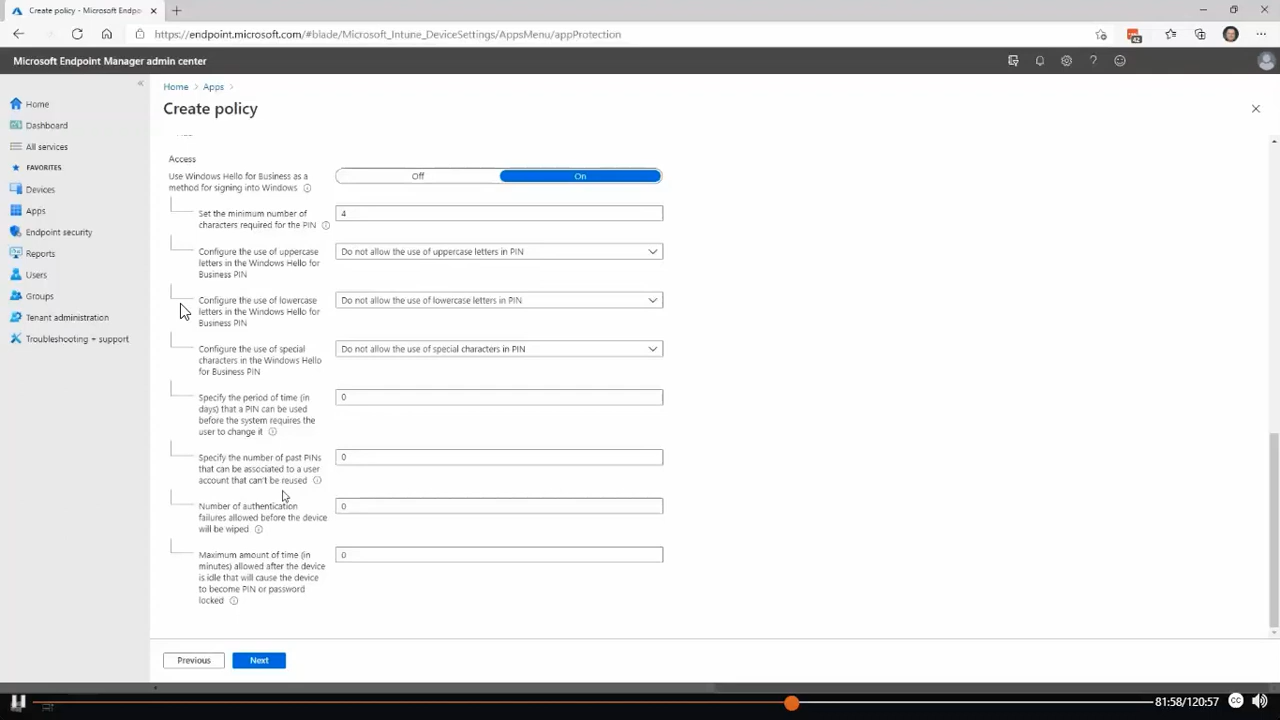 Create policy - Microsoft Endpo
https://endpoint.microsoft.com/#blade/Microsoft_Intune_DeviceSettings/AppsMenu/appProtection
42
Microsoft Endpoint Manager admin center
Home
Dashboard
All services
FAVORITES
Devices
Apps
Endpoint security
Reports
Users
Groups
Tenant administration
Troubleshooting + support
Home > Apps >
Create policy
Access
Use Windows Hello for Business as a
method for signing into Windows
Off
On
Set the minimum number of
characters required for the PIN
4
Configure the use of uppercase
letters in the Windows Hello for
Business PIN
Do not allow the use of uppercase letters in PIN
Configure the use of lowercase
letters in the Windows Hello for
Business PIN
Do not allow the use of lowercase letters in PIN
Configure the use of special
characters in the Windows Hello
for Business PIN
Do not allow the use of special characters in PIN
Specify the period of time (in
days) that a PIN can be used
before the system requires the
user to change it
0
Specify the number of past PINs
that can be associated to a user
account that can't be reused
0
Number of authentication
failures allowed before the device
will be wiped
0
Maximum amount of time (in
minutes) allowed after the device
is idle that will cause the device
to become PIN or password
locked
0
Previous
Next
81:58/120:57
CC